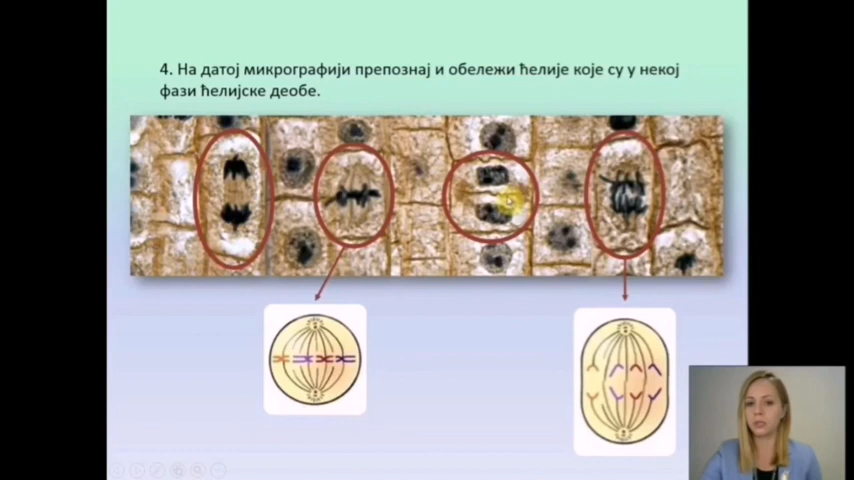 4. На датој микрографији препознај и обележи ћелије које су у некој
фази ћелијске деобе.